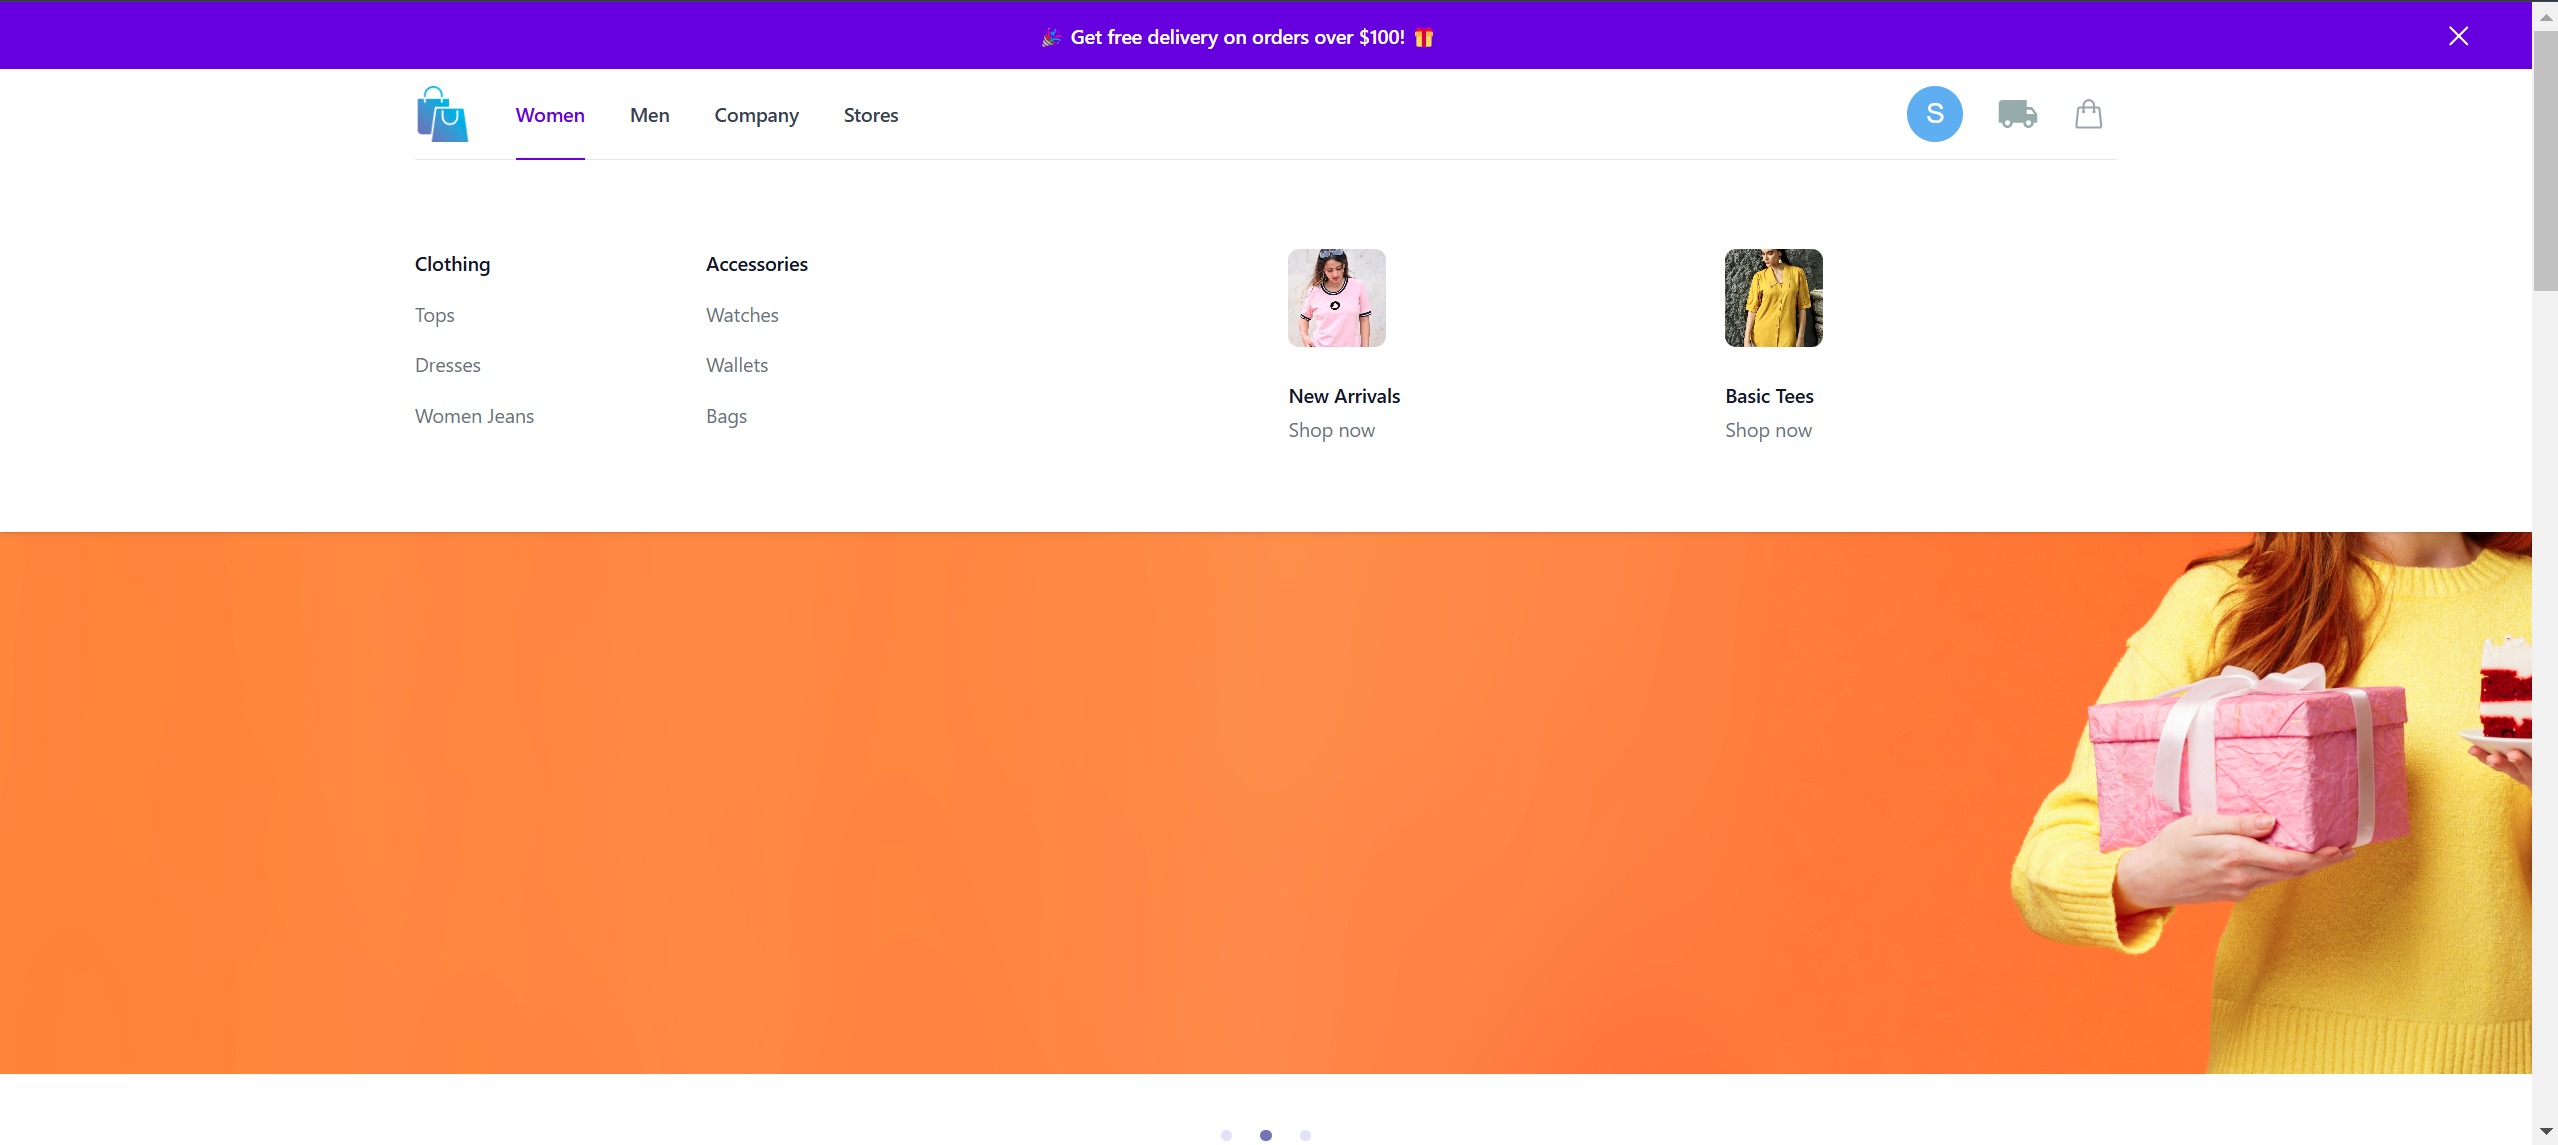 🎉 Get free delivery on orders over $100! 🎁
Women Men Company Stores
S
Clothing
Tops
Dresses
Women Jeans
Accessories
Watches
Wallets
Bags
New Arrivals
Shop now
Basic Tees
Shop now